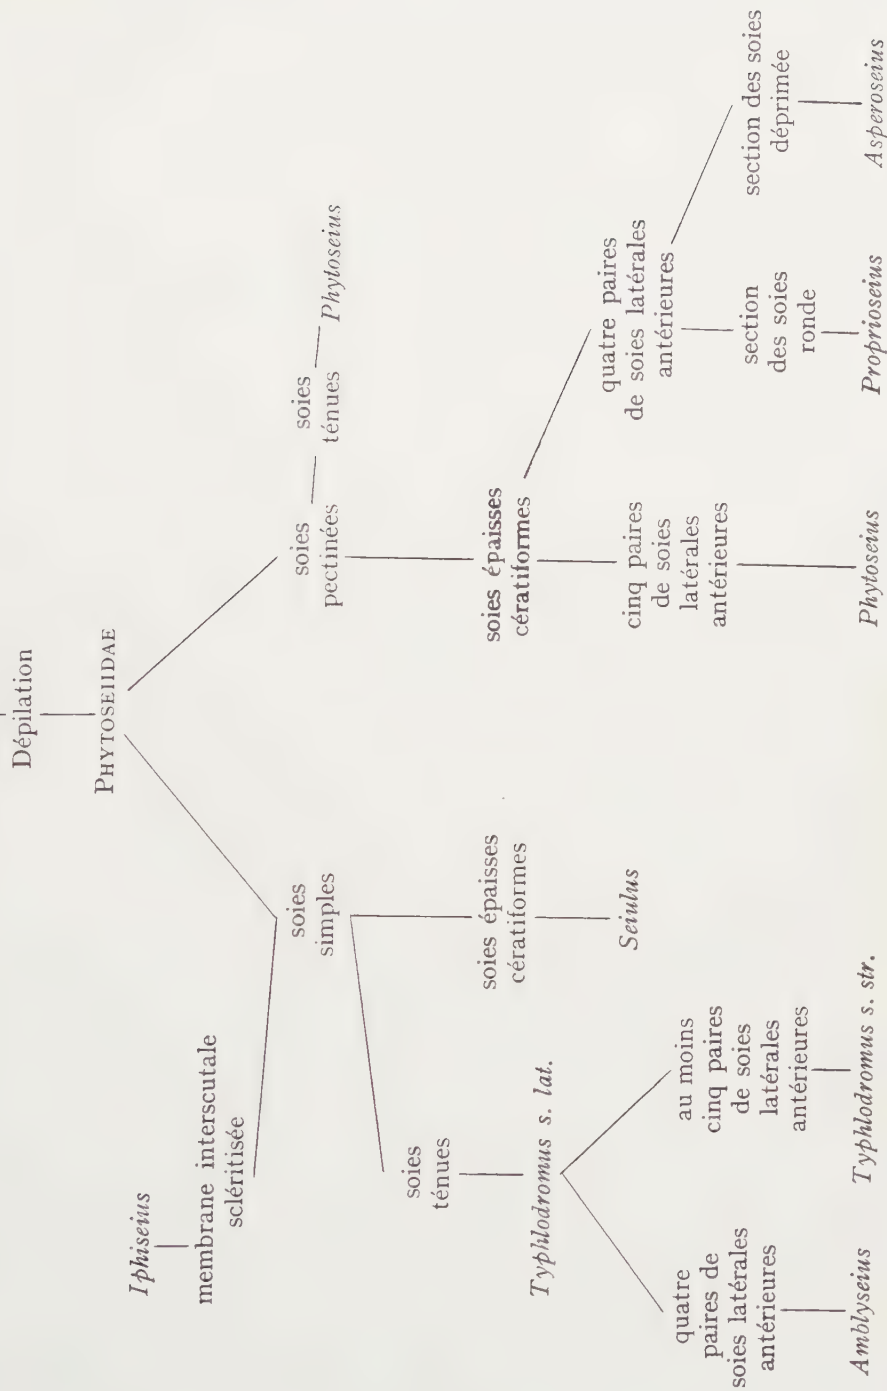 Dépilation
PHYTOSEIIDAE
Iphiseius
membrane interscutale
scléritisée
soies
simples
soies
pectinées
soies
ténues
Phytoseius
soies
ténues
Typhlodromus s. lat.
soies épaisses
cératiformes
Seiulus
soies épaisses
cératiformes
quatre
paires de
soies latérales
antérieures
Amblyseius
au moins
cinq paires
de soies
latérales
antérieures
Typhlodromus s. str.
cinq paires
de soies
latérales
antérieures
Phytoseius
quatre paires
de soies latérales
antérieures
section
des soies
ronde
Proprioseius
section des soies
déprimée
Asperoseius